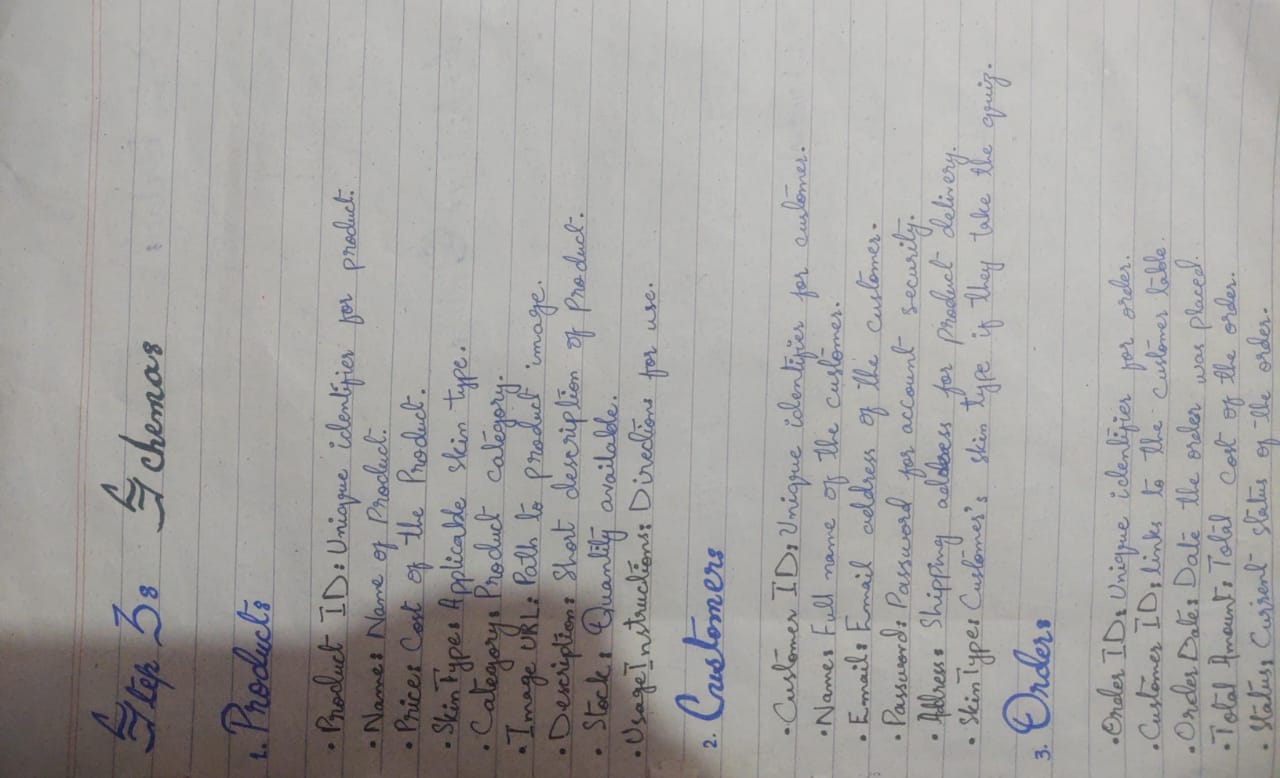 Step 3: Schemas
1. Product:
• Product ID: Unique identifier for product.
• Name: Name of Product.
• Price: Cost of the Product.
• SkinType: Applicable skin type.
• Category: Product category.
• Image URL: Path to product image.
• Description: Short description of Product.
• Stock: Quantity available.
• Usage Instructions: Directions for use.
2. Customers
• Customer ID: Unique identifier for customer.
• Name: Full name of the customer.
• Email: Email address of the customer.
• Password: Password for account security.
• Address: Shipping address for Product delivery.
• SkinType: Customer's skin type if they take the quiz.
3. Orders
• Order ID: Unique identifier for order.
• Customer ID: links to the customer table.
• Order Date: Date the order was placed.
• Total Amount: Total cost of the order.
• Status: Current status of the order.